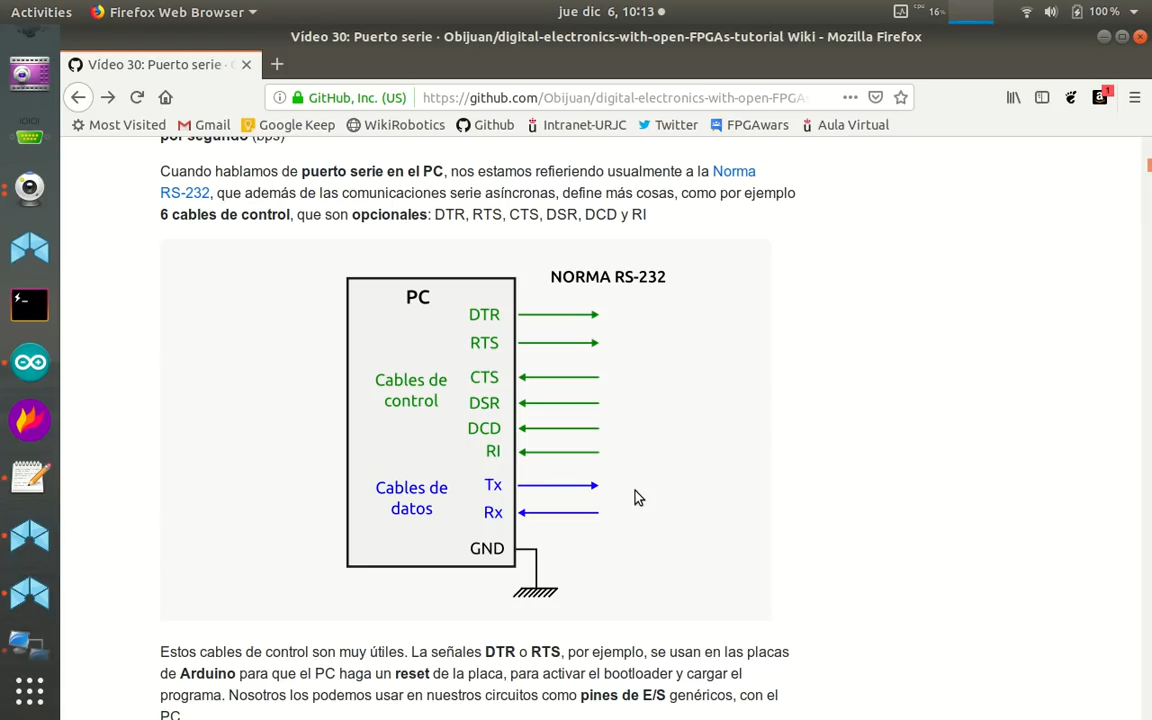 Activities Firefox Web Browser jue dic 6, 10:13 cpu 16% 100 %
Vídeo 30: Puerto serie · Obijuan/digital-electronics-with-open-FPGAs-tutorial Wiki - Mozilla Firefox
Vídeo 30: Puerto serie ·
GitHub, Inc. (US) https://github.com/Obijuan/digital-electronics-with-open-FPGAs 1
Most Visited Gmail Google Keep WikiRobotics Github Intranet-URJC Twitter FPGAwars Aula Virtual
por segundo (bps)
Cuando hablamos de puerto serie en el PC, nos estamos refiriendo usualmente a la Norma
RS-232, que además de las comunicaciones serie asíncronas, define más cosas, como por ejemplo
6 cables de control, que son opcionales: DTR, RTS, CTS, DSR, DCD y RI
NORMA RS-232
PC
DTR
RTS
CTS
Cables de
control
DSR
DCD
RI
Tx
Cables de
datos
Rx
GND
Estos cables de control son muy útiles. La señales DTR o RTS, por ejemplo, se usan en las placas
de Arduino para que el PC haga un reset de la placa, para activar el bootloader y cargar el
programa. Nosotros los podemos usar en nuestros circuitos como pines de E/S genéricos, con el
PC